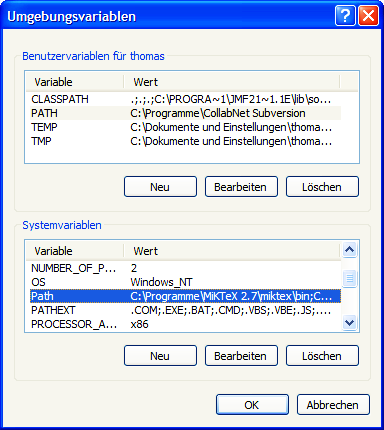 Umgebungsvariablen
Benutzervariablen für thomas
Variable Wert
CLASSPATH .;.;.;C:\PROGRA~1\JMF21~1.1E\lib\so...
PATH C:\Programme\CollabNet Subversion
TEMP C:\Dokumente und Einstellungen\thoma...
TMP C:\Dokumente und Einstellungen\thoma...
Neu Bearbeiten Löschen
Systemvariablen
Variable Wert
NUMBER_OF_P... 2
OS Windows_NT
Path C:\Programme\MiKTeX 2.7\miktex\bin;C...
PATHEXT .COM;.EXE;.BAT;.CMD;.VBS;.VBE;.JS;....
PROCESSOR_A... x86
Neu Bearbeiten Löschen
OK Abbrechen